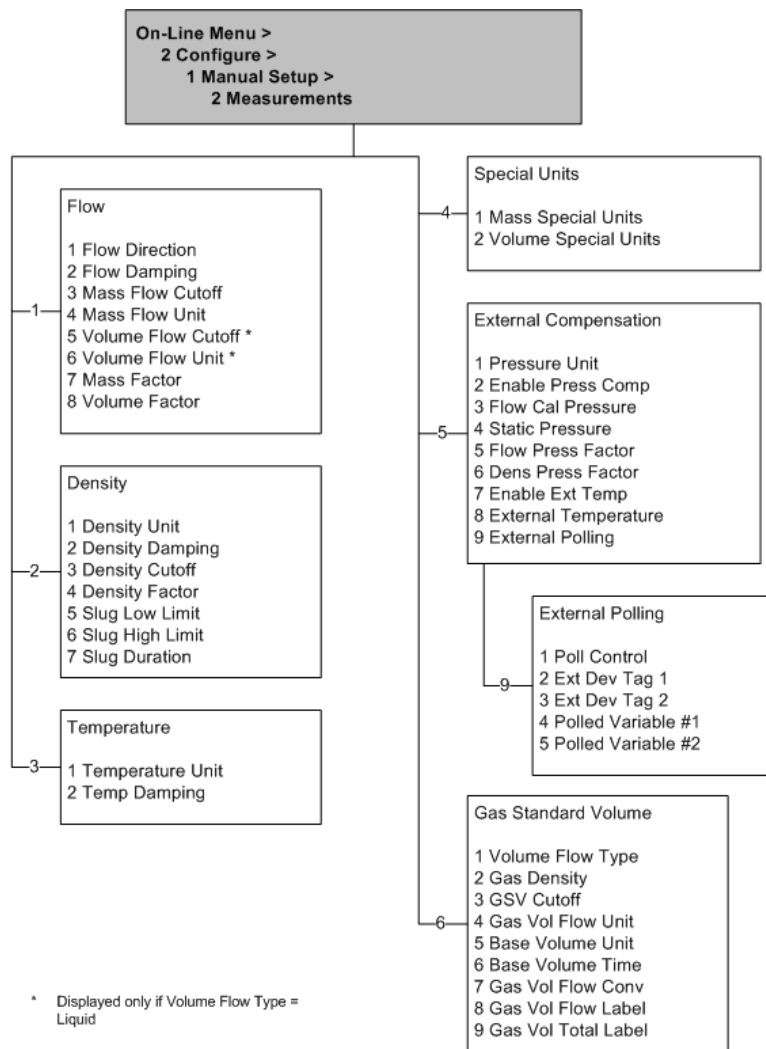 On-Line Menu >
2 Configure >
1 Manual Setup >
2 Measurements
1
Flow
1 Flow Direction
2 Flow Damping
3 Mass Flow Cutoff
4 Mass Flow Unit
5 Volume Flow Cutoff *
6 Volume Flow Unit *
7 Mass Factor
8 Volume Factor
2
Density
1 Density Unit
2 Density Damping
3 Density Cutoff
4 Density Factor
5 Slug Low Limit
6 Slug High Limit
7 Slug Duration
3
Temperature
1 Temperature Unit
2 Temp Damping
4
Special Units
1 Mass Special Units
2 Volume Special Units
5
External Compensation
1 Pressure Unit
2 Enable Press Comp
3 Flow Cal Pressure
4 Static Pressure
5 Flow Press Factor
6 Dens Press Factor
7 Enable Ext Temp
8 External Temperature
9 External Polling
9
External Polling
1 Poll Control
2 Ext Dev Tag 1
3 Ext Dev Tag 2
4 Polled Variable #1
5 Polled Variable #2
6
Gas Standard Volume
1 Volume Flow Type
2 Gas Density
3 GSV Cutoff
4 Gas Vol Flow Unit
5 Base Volume Unit
6 Base Volume Time
7 Gas Vol Flow Conv
8 Gas Vol Flow Label
9 Gas Vol Total Label
* Displayed only if Volume Flow Type =
Liquid